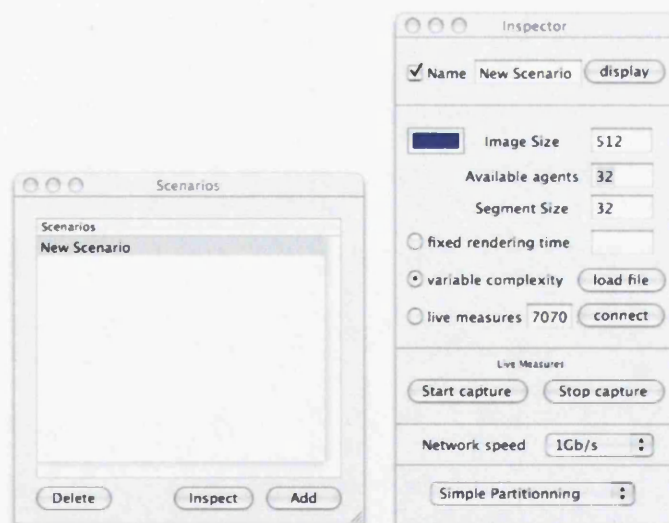 Scenarios
Scenarios
New Scenario
Delete Inspect Add
Inspector
Name New Scenario display
Image Size 512
Available agents 32
Segment Size 32
fixed rendering time
variable complexity load file
live measures 7070 connect
Live Measures
Start capture Stop capture
Network speed 1Gb/s
Simple Partitionning